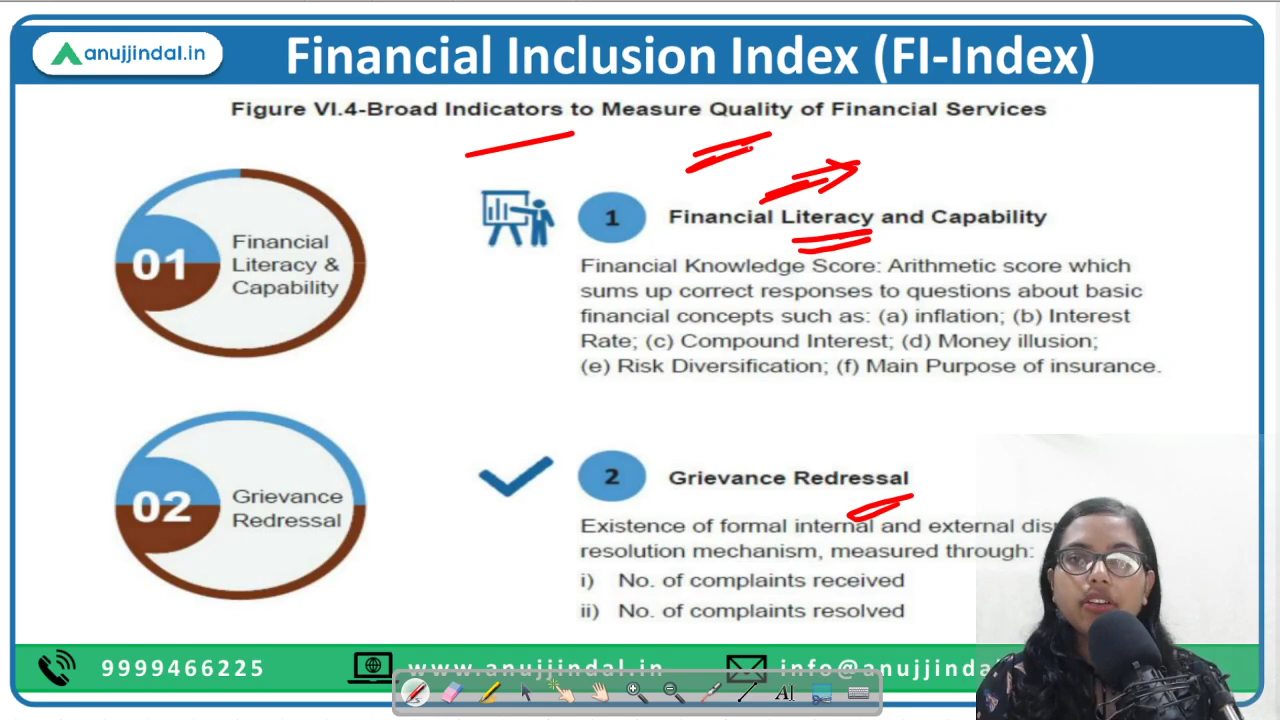 anujjindal.in
Financial Inclusion Index (FI-Index)
Figure VI.4-Broad Indicators to Measure Quality of Financial Services
01
Financial
Literacy &
Capability
1
Financial Literacy and Capability
Financial Knowledge Score: Arithmetic score which
sums up correct responses to questions about basic
financial concepts such as: (a) inflation; (b) Interest
Rate; (c) Compound Interest; (d) Money illusion;
(e) Risk Diversification; (f) Main Purpose of insurance.
02
Grievance
Redressal
2
Grievance Redressal
Existence of formal internal and external
resolution mechanism, measured through:
i) No. of complaints received
ii) No. of complaints resolved
9999466225
www.anujjindal.in
AI